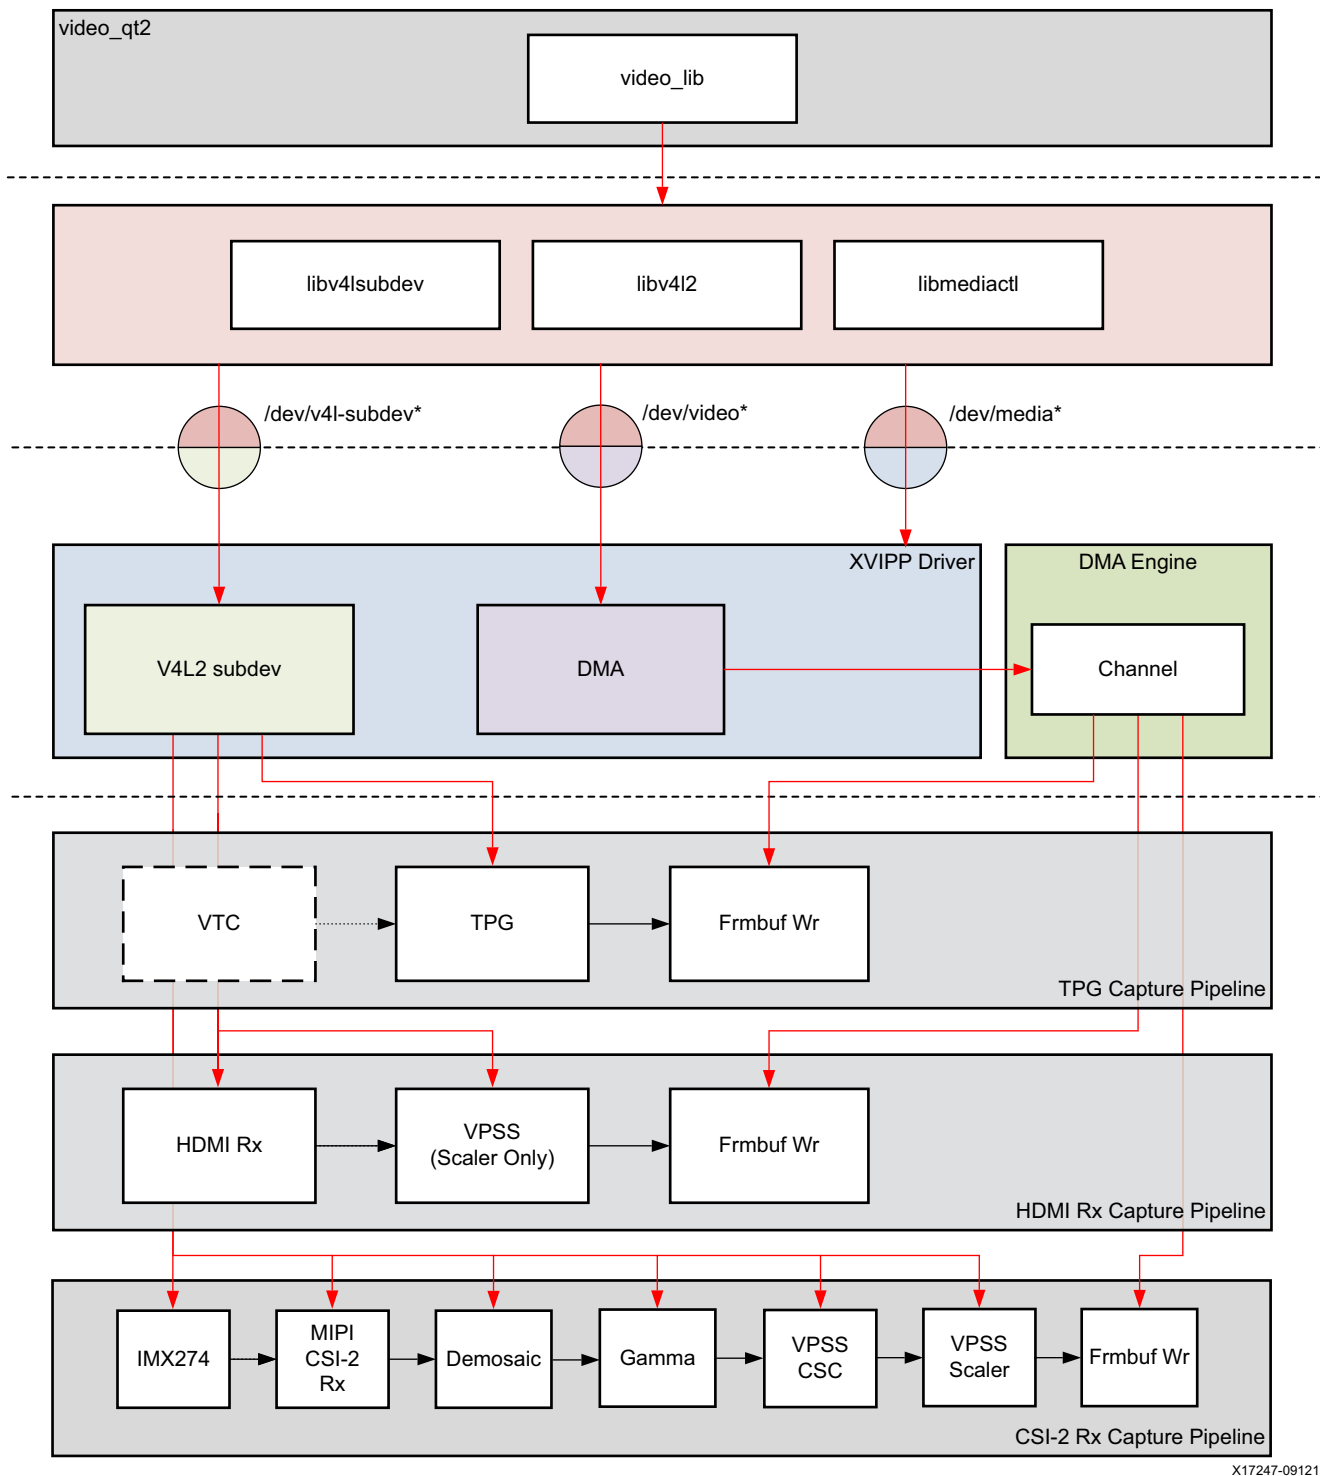 video_qt2
video_lib
libv4lsubdev
libv4l2
libmediactl
/dev/v4l-subdev*
/dev/video*
/dev/media*
XVIPP Driver
DMA Engine
V4L2 subdev
DMA
Channel
VTC
TPG
Frmbuf Wr
TPG Capture Pipeline
HDMI Rx
VPSS
(Scaler Only)
Frmbuf Wr
HDMI Rx Capture Pipeline
IMX274
MIPI
CSI-2
Rx
Demosaic
Gamma
VPSS
CSC
VPSS
Scaler
Frmbuf Wr
CSI-2 Rx Capture Pipeline
X17247-09121